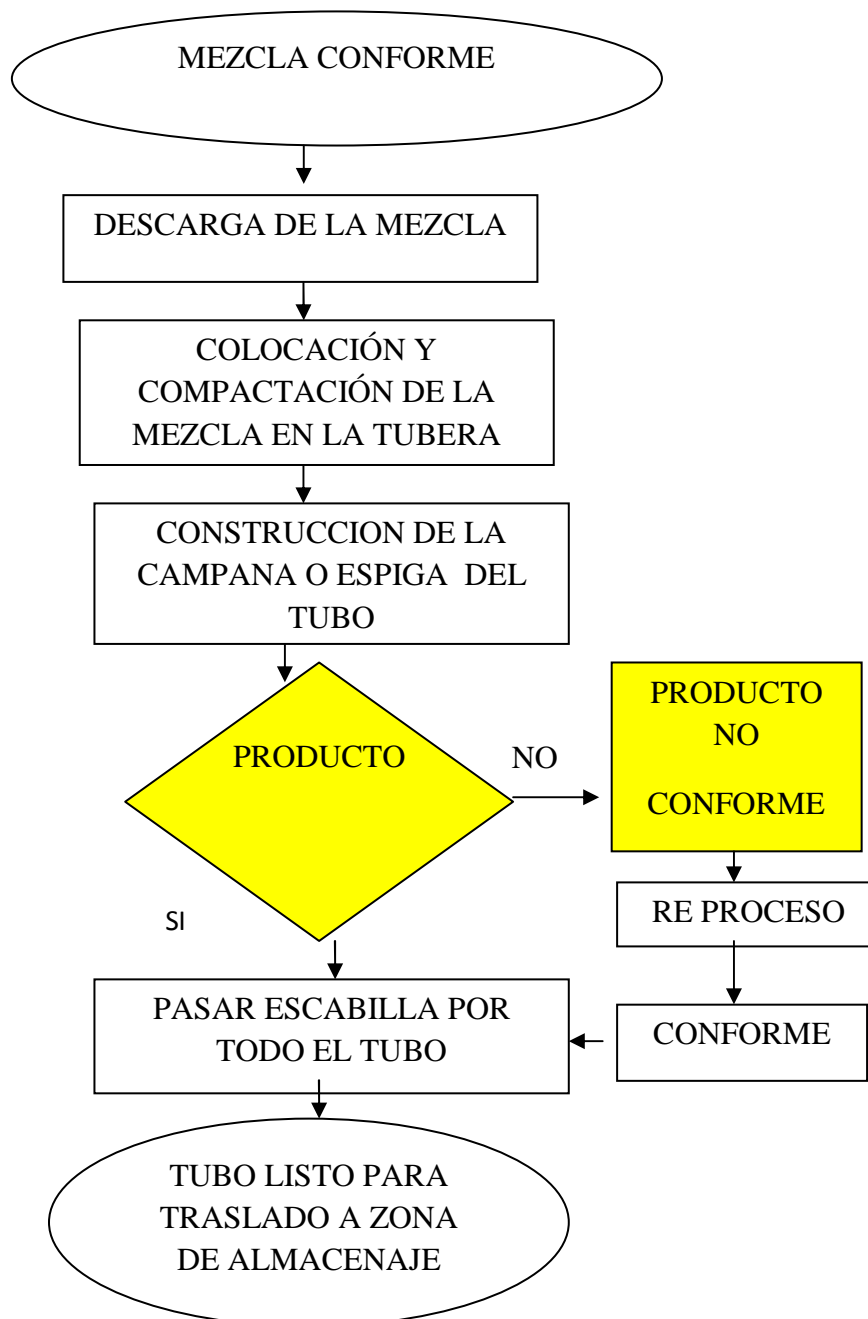 MEZCLA CONFORME
DESCARGA DE LA MEZCLA
COLOCACIÓN Y
COMPACTACIÓN DE LA
MEZCLA EN LA TUBERA
CONSTRUCCION DE LA
CAMPANA O ESPIGA DEL
TUBO
PRODUCTO
NO
PRODUCTO
NO
CONFORME
RE PROCESO
CONFORME
SI
PASAR ESCABILLA POR
TODO EL TUBO
TUBO LISTO PARA
TRASLADO A ZONA
DE ALMACENAJE